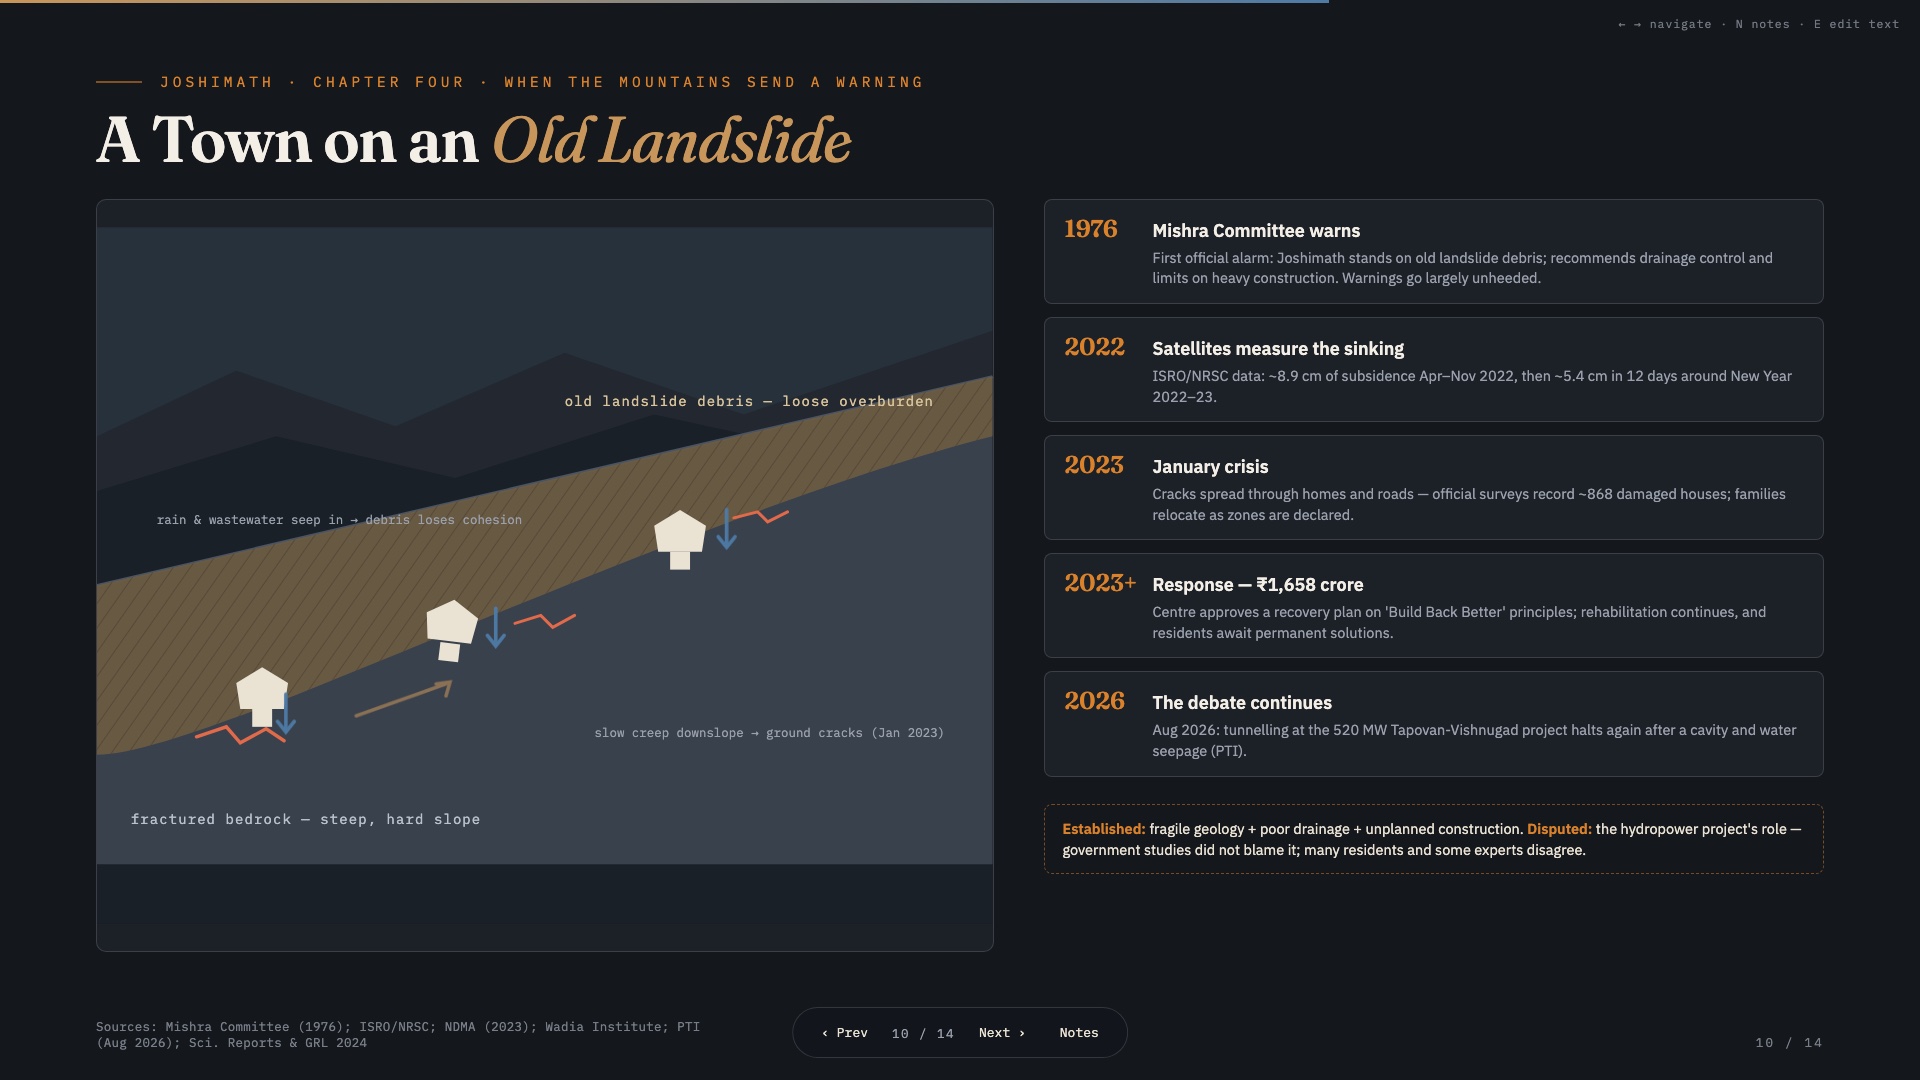 ← → navigate · N notes · E edit text
JOSHIMATH · CHAPTER FOUR · WHEN THE MOUNTAINS SEND A WARNING
A Town on an Old Landslide
old landslide debris — loose overburden
rain & wastewater seep in → debris loses cohesion
slow creep downslope → ground cracks (Jan 2023)
fractured bedrock — steep, hard slope
1976
Mishra Committee warns
First official alarm: Joshimath stands on old landslide debris; recommends drainage control and
limits on heavy construction. Warnings go largely unheeded.
2022
Satellites measure the sinking
ISRO/NRSC data: ~8.9 cm of subsidence Apr–Nov 2022, then ~5.4 cm in 12 days around New Year
2022–23.
2023
January crisis
Cracks spread through homes and roads — official surveys record ~868 damaged houses; families
relocate as zones are declared.
2023+
Response — ₹1,658 crore
Centre approves a recovery plan on 'Build Back Better' principles; rehabilitation continues, and
residents await permanent solutions.
2026
The debate continues
Aug 2026: tunnelling at the 520 MW Tapovan-Vishnugad project halts again after a cavity and water
seepage (PTI).
Established: fragile geology + poor drainage + unplanned construction. Disputed: the hydropower project's role —
government studies did not blame it; many residents and some experts disagree.
Sources: Mishra Committee (1976); ISRO/NRSC; NDMA (2023); Wadia Institute; PTI
(Aug 2026); Sci. Reports & GRL 2024
‹ Prev 10 / 14 Next › Notes
10 / 14